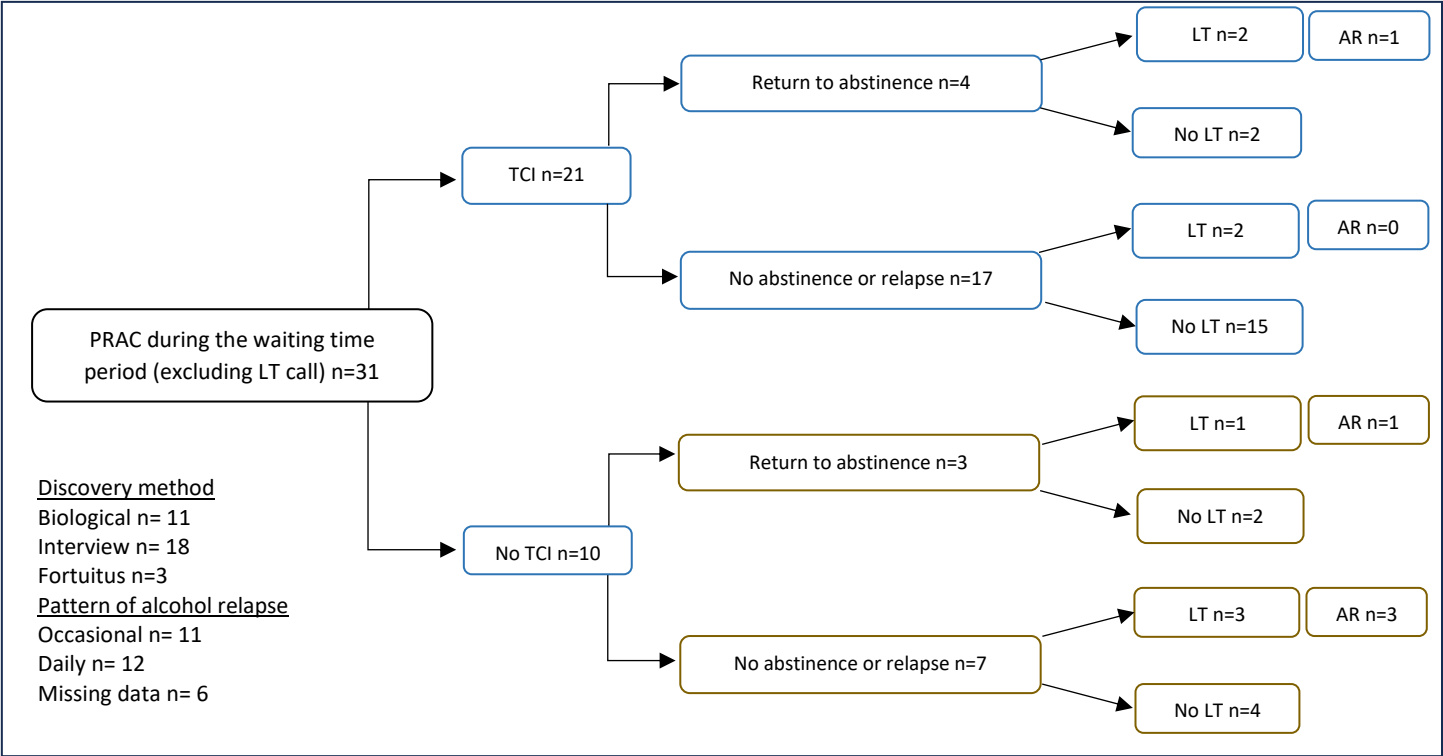 LT n=2
AR n=1
Return to abstinence n=4
No LT n=2
TCI n=21
LT n=2
AR n=0
No abstinence or relapse n=17
No LT n=15
PRAC during the waiting time
period (excluding LT call) n=31
LT n=1
AR n=1
Return to abstinence n=3
No LT n=2
No TCI n=10
LT n=3
AR n=3
No abstinence or relapse n=7
No LT n=4
Discovery method
Biological n= 11
Interview n= 18
Fortuitus n=3
Pattern of alcohol relapse
Occasional n= 11
Daily n= 12
Missing data n= 6